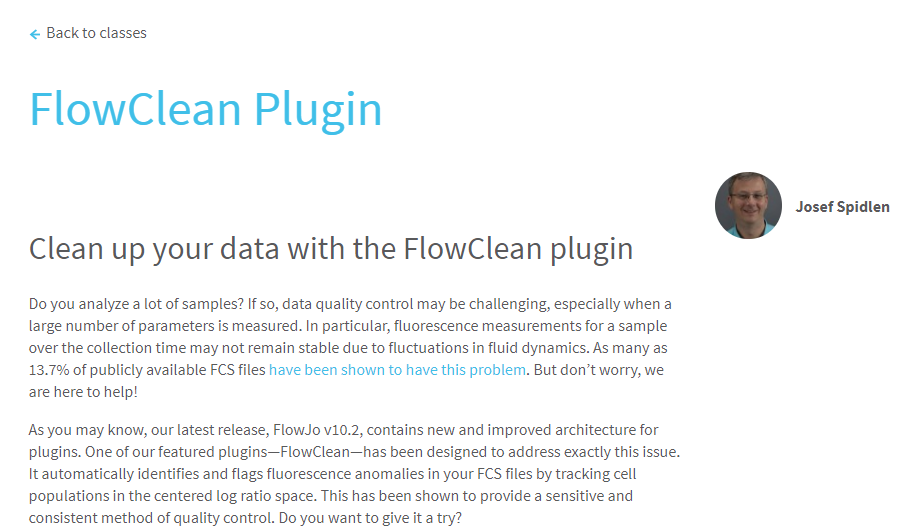 ← Back to classes
FlowClean Plugin
Josef Spidlen
Clean up your data with the FlowClean plugin
Do you analyze a lot of samples? If so, data quality control may be challenging, especially when a
large number of parameters is measured. In particular, fluorescence measurements for a sample
over the collection time may not remain stable due to fluctuations in fluid dynamics. As many as
13.7% of publicly available FCS files have been shown to have this problem. But don’t worry, we
are here to help!
As you may know, our latest release, FlowJo v10.2, contains new and improved architecture for
plugins. One of our featured plugins—FlowClean—has been designed to address exactly this issue.
It automatically identifies and flags fluorescence anomalies in your FCS files by tracking cell
populations in the centered log ratio space. This has been shown to provide a sensitive and
consistent method of quality control. Do you want to give it a try?